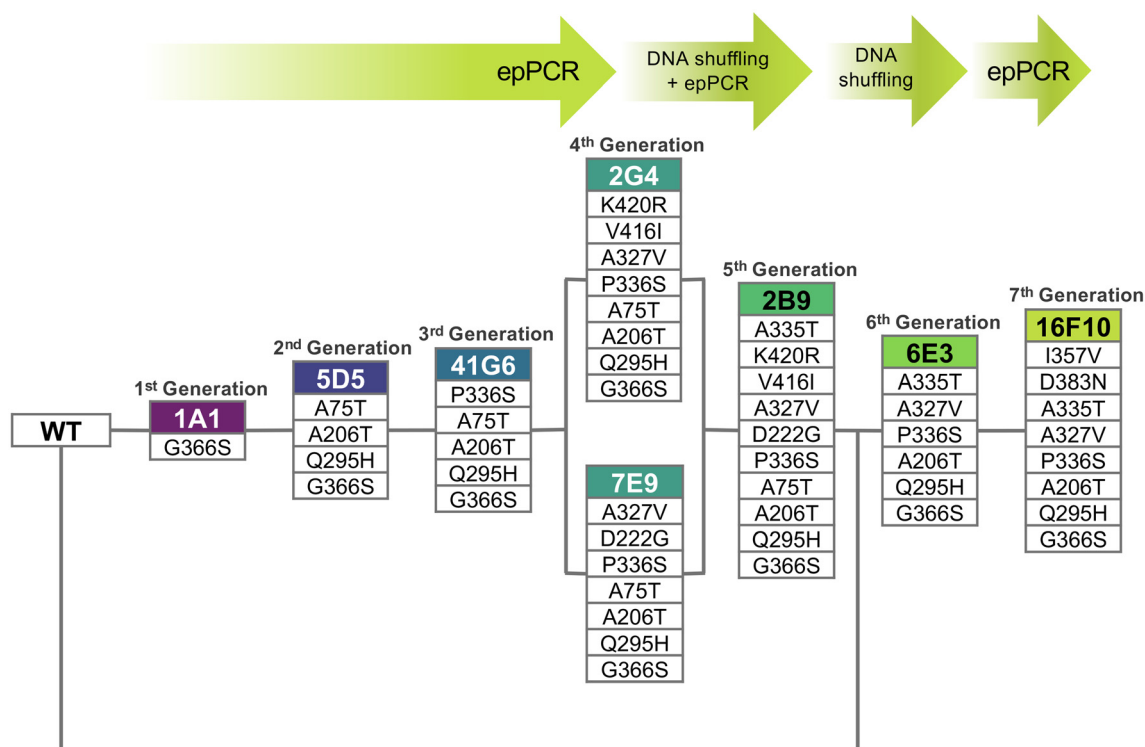 epPCR
DNA shuffling
+ epPCR
DNA
shuffling
epPCR
WT
1st Generation
1A1
G366S
2nd Generation
5D5
A75T
A206T
Q295H
G366S
3rd Generation
41G6
P336S
A75T
A206T
Q295H
G366S
4th Generation
2G4
K420R
V416I
A327V
P336S
A75T
A206T
Q295H
G366S
7E9
A327V
D222G
P336S
A75T
A206T
Q295H
G366S
5th Generation
2B9
A335T
K420R
V416I
A327V
D222G
P336S
A75T
A206T
Q295H
G366S
6th Generation
6E3
A335T
A327V
P336S
A206T
Q295H
G366S
7th Generation
16F10
I357V
D383N
A335T
A327V
P336S
A206T
Q295H
G366S